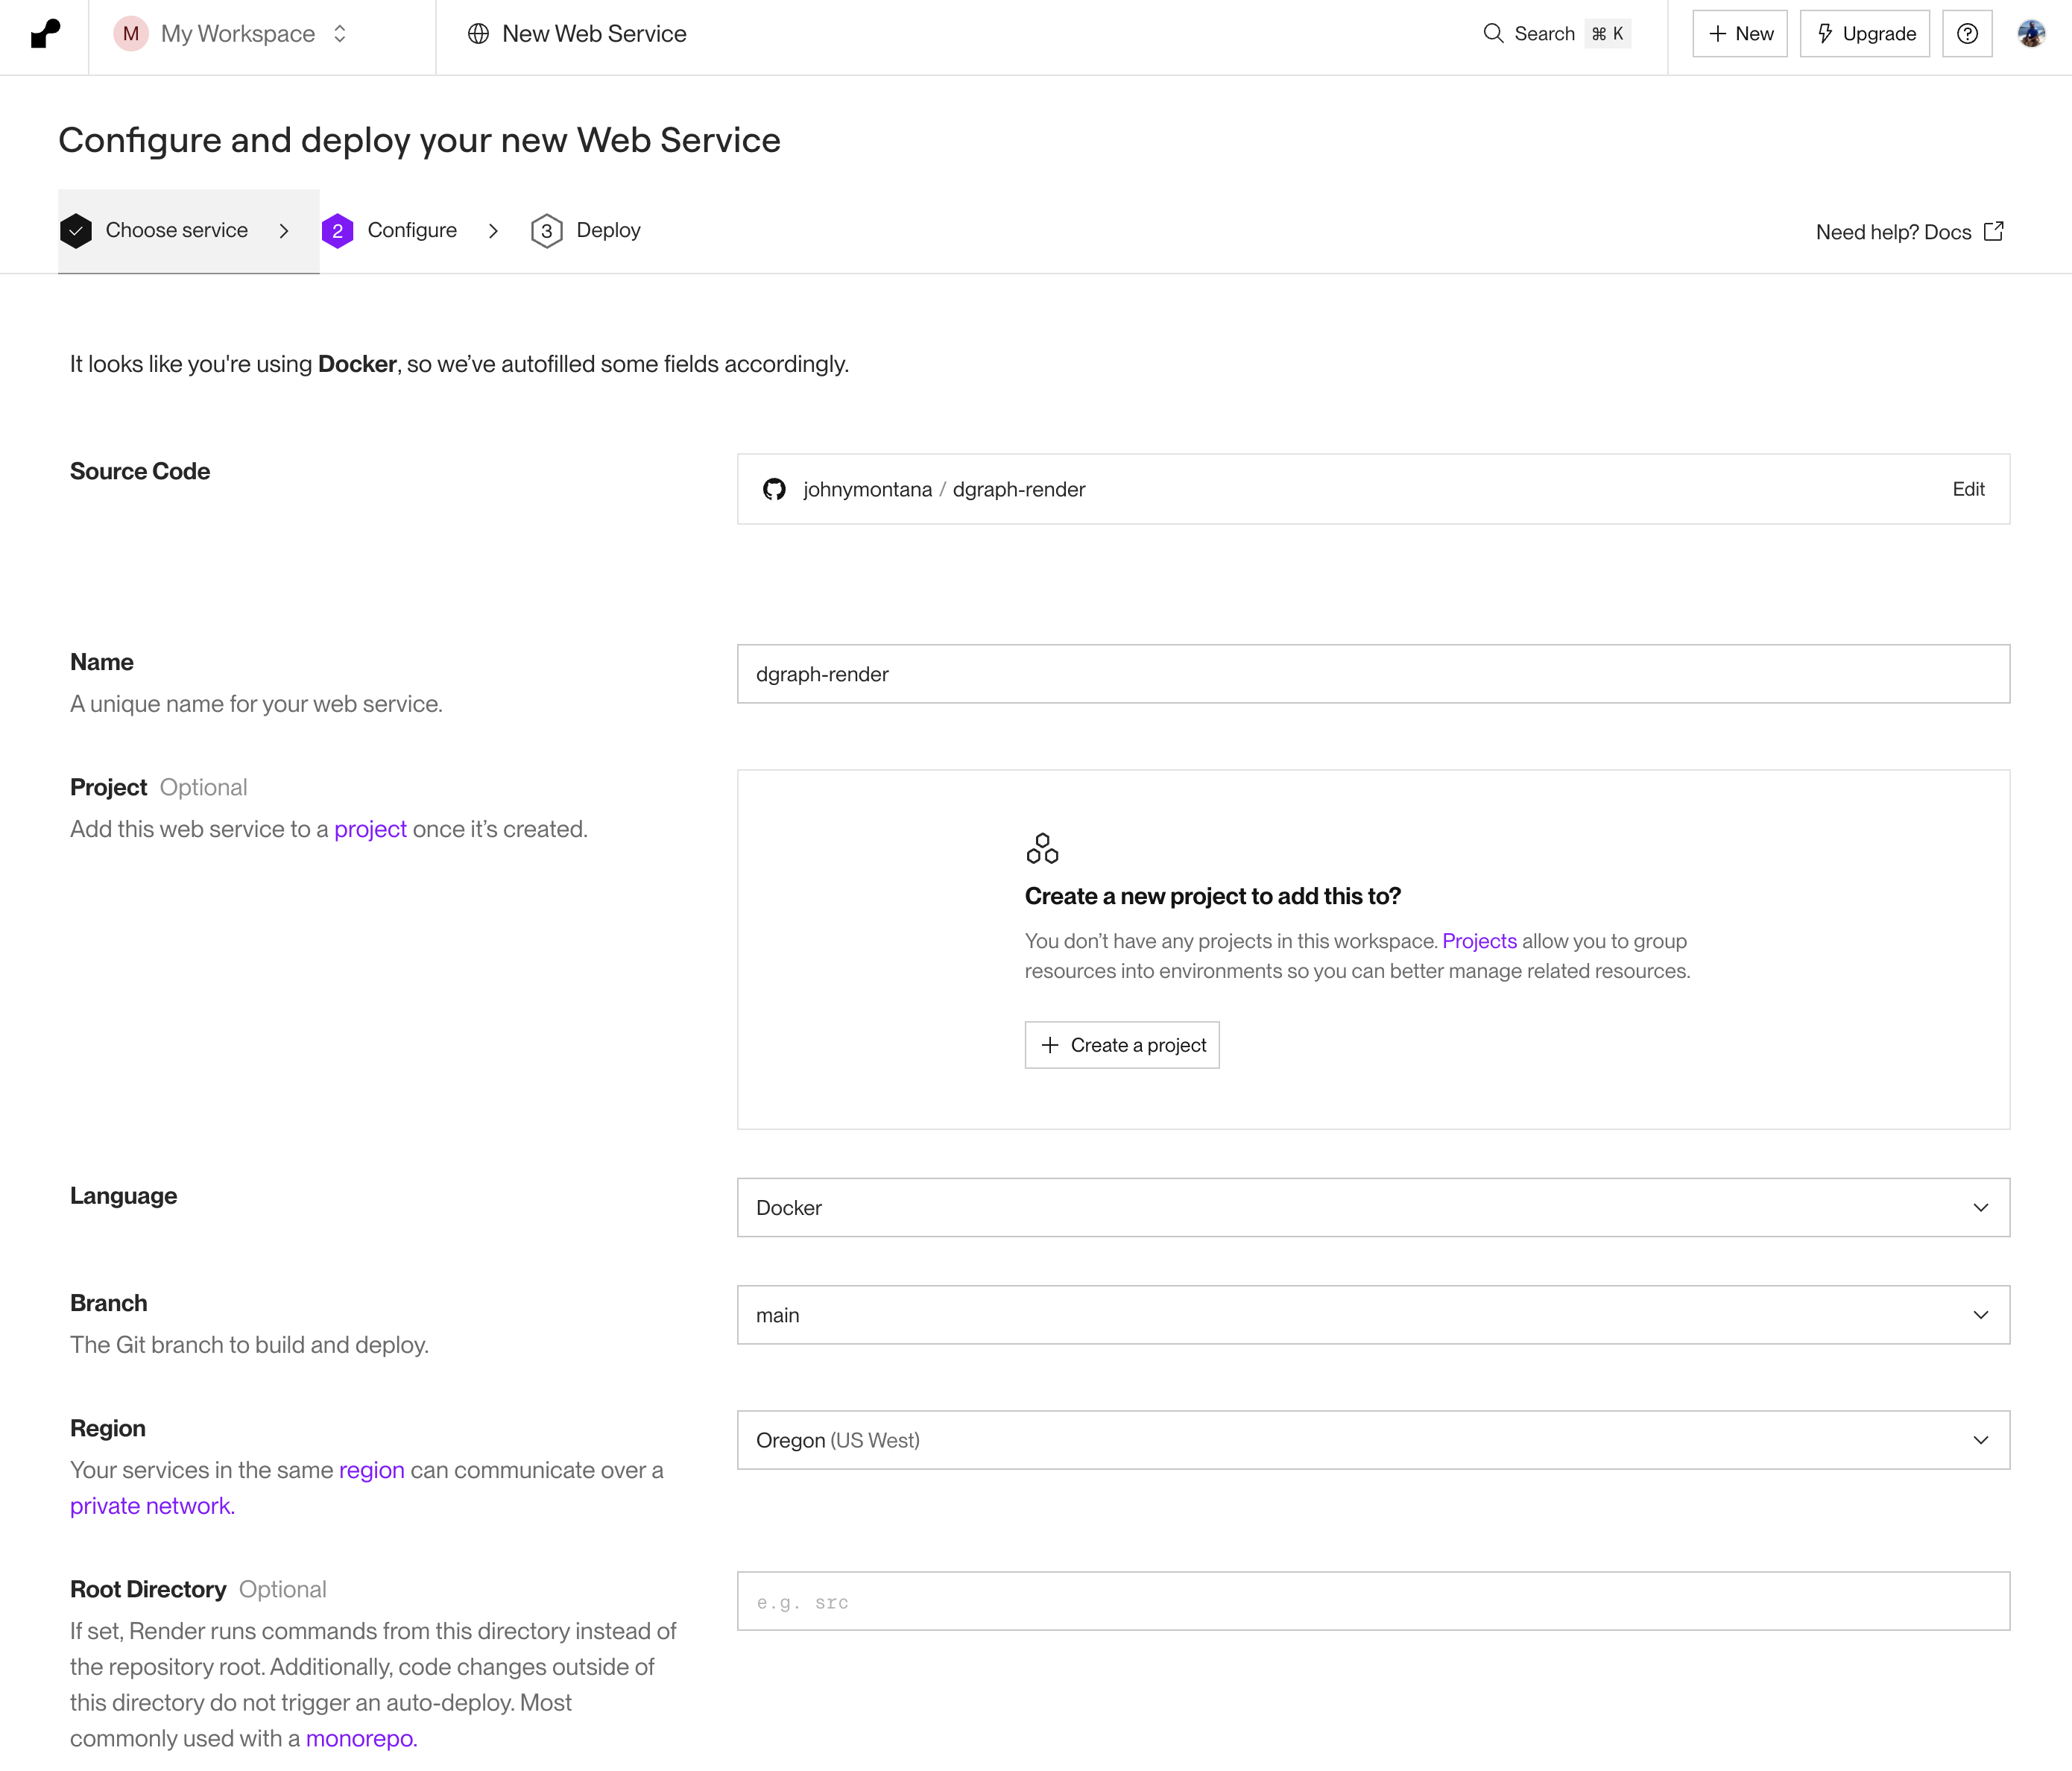 M My Workspace
New Web Service
Search ⌘ K
New
Upgrade
Configure and deploy your new Web Service
Choose service
2 Configure
3 Deploy
Need help? Docs
It looks like you're using Docker, so we’ve autofilled some fields accordingly.
Source Code
johnymontana / dgraph-render
Edit
Name
A unique name for your web service.
dgraph-render
Project Optional
Add this web service to a project once it’s created.
Create a new project to add this to?
You don’t have any projects in this workspace. Projects allow you to group
resources into environments so you can better manage related resources.
Create a project
Language
Docker
Branch
The Git branch to build and deploy.
main
Region
Your services in the same region can communicate over a
private network.
Oregon (US West)
Root Directory Optional
If set, Render runs commands from this directory instead of
the repository root. Additionally, code changes outside of
this directory do not trigger an auto-deploy. Most
commonly used with a monorepo.
e.g. src